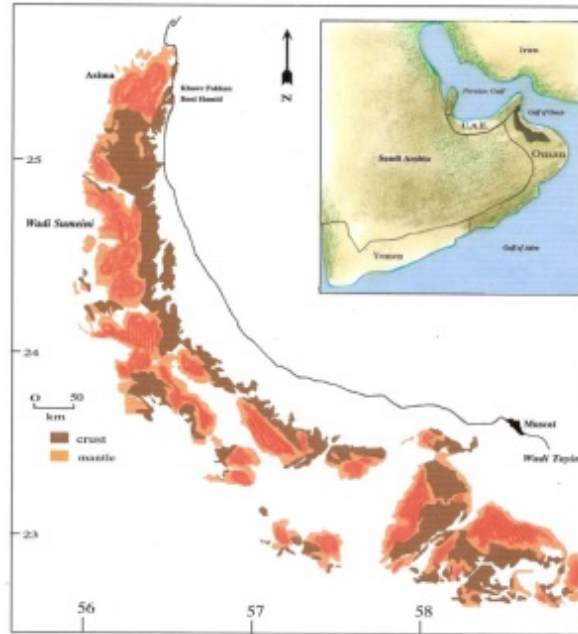 Asima
Khawr Fakkan
Bani Hamid
N
25
Wadi Sumeini
24
O 50
km
crust
mantle
23
56
57
58
Muscat
Wadi Tayin
Iran
Persian Gulf
Gulf of Oman
U.A.E.
Oman
Saudi Arabia
Yemen
Gulf of Aden